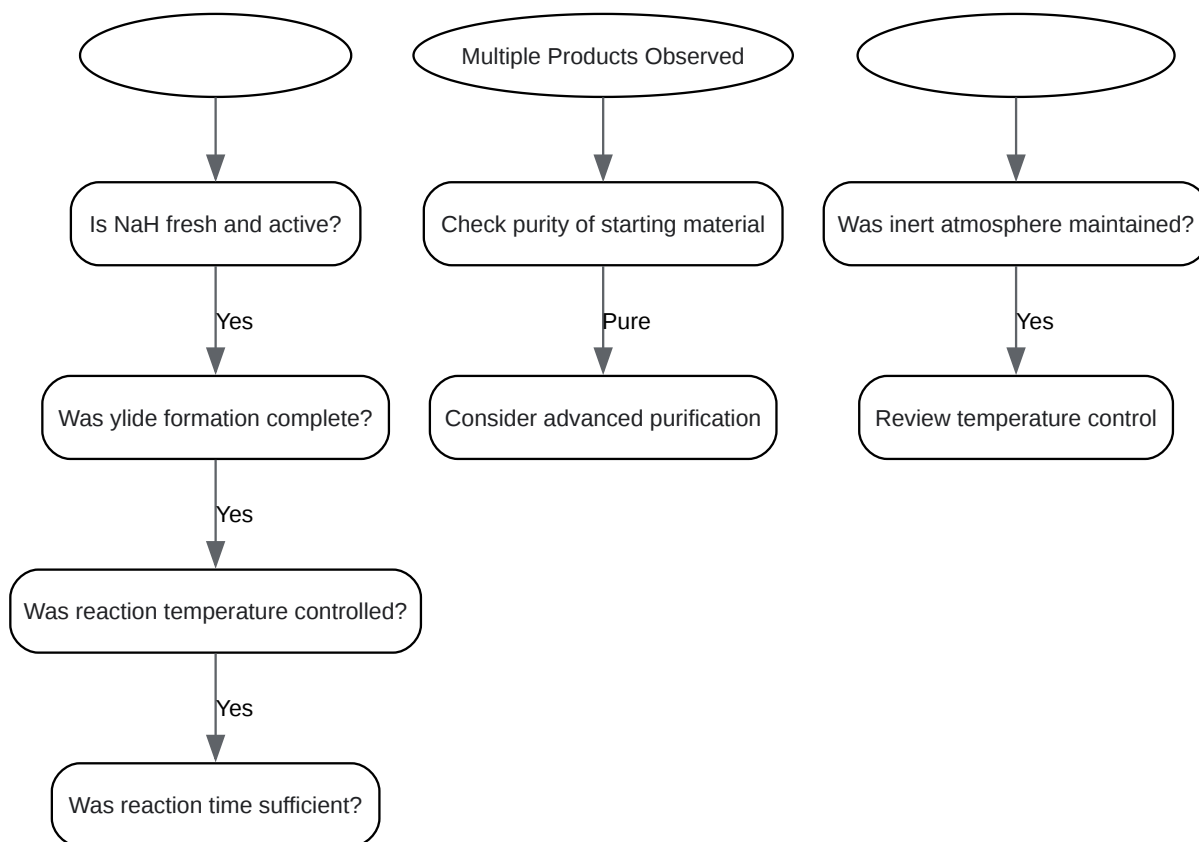 Multiple Products Observed
Is NaH fresh and active?
Check purity of starting material
Was inert atmosphere maintained?
Yes
Pure
Yes
Was ylide formation complete?
Consider advanced purification
Review temperature control
Yes
Was reaction temperature controlled?
Yes
Was reaction time sufficient?